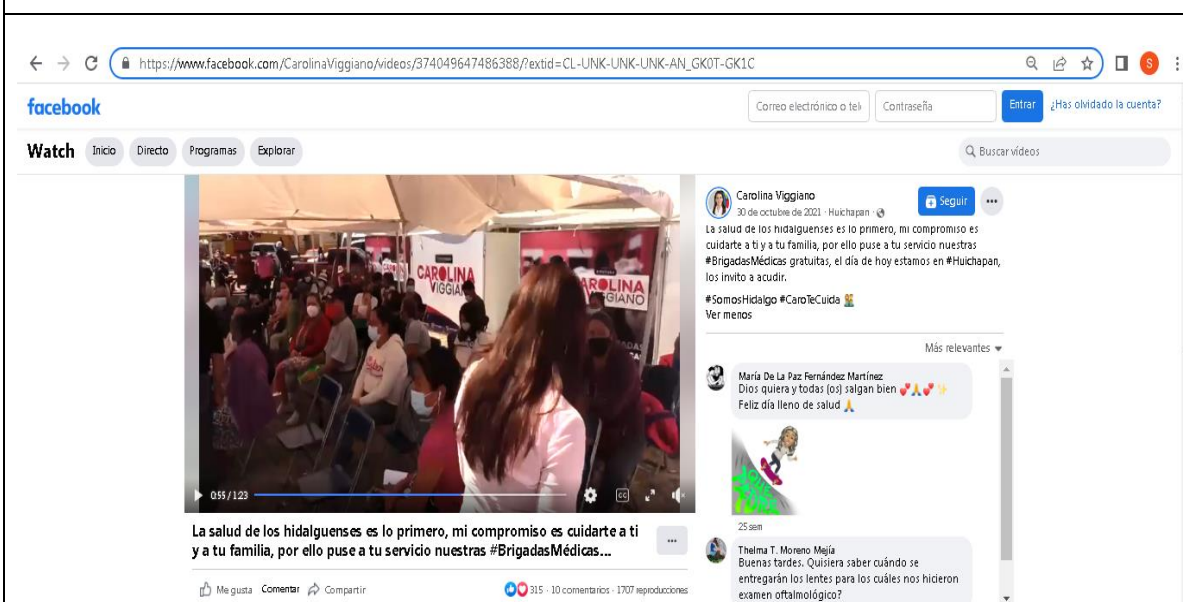 https://www.facebook.com/CarolinaViggiano/videos/374049647486388/?extid=CL-UNK-UNK-UNK-AN_GK0T-GK1C
S
facebook
Correo electrónico o telé
Contraseña
Entrar
¿Has olvidado la cuenta?
Watch
Inicio
Directo
Programas
Explorar
Buscar vídeos
CAROLINA
VIGGIANO
CAROLINA
VIGGIANO
0:55 / 1:23
CC
La salud de los hidalguenses es lo primero, mi compromiso es cuidarte a ti
y a tu familia, por ello puse a tu servicio nuestras #BrigadasMédicas...
Me gusta
Comentar
Compartir
315 · 10 comentarios · 1707 reproducciones
Carolina Viggiano
30 de octubre de 2021 · Huichapan ·
Seguir
La salud de los hidalguenses es lo primero, mi compromiso es
cuidarte a ti y a tu familia, por ello puse a tu servicio nuestras
#BrigadasMédicas gratuitas, el día de hoy estamos en #Huichapan,
los invito a acudir.
#SomosHidalgo #CaroTeCuida
Ver menos
Más relevantes
María De La Paz Fernández Martínez
Dios quiera y todas (os) salgan bien 💕🙏💕✨
Feliz día lleno de salud 🙏
25 sem
Thelma T. Moreno Mejía
Buenas tardes. Quisiera saber cuándo se
entregarán los lentes para los cuáles nos hicieron
examen oftalmológico?